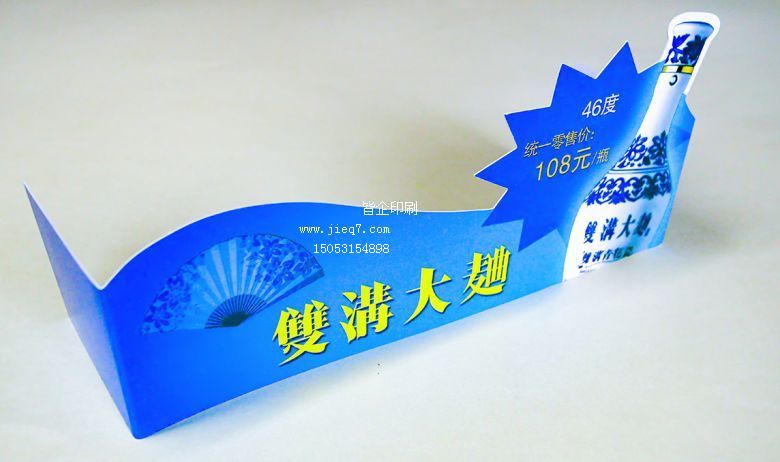 46度
统一零售价:
108元/瓶
皆企印刷
www.jieq7.com
15053154898
雙溝大麯
雙溝大麯